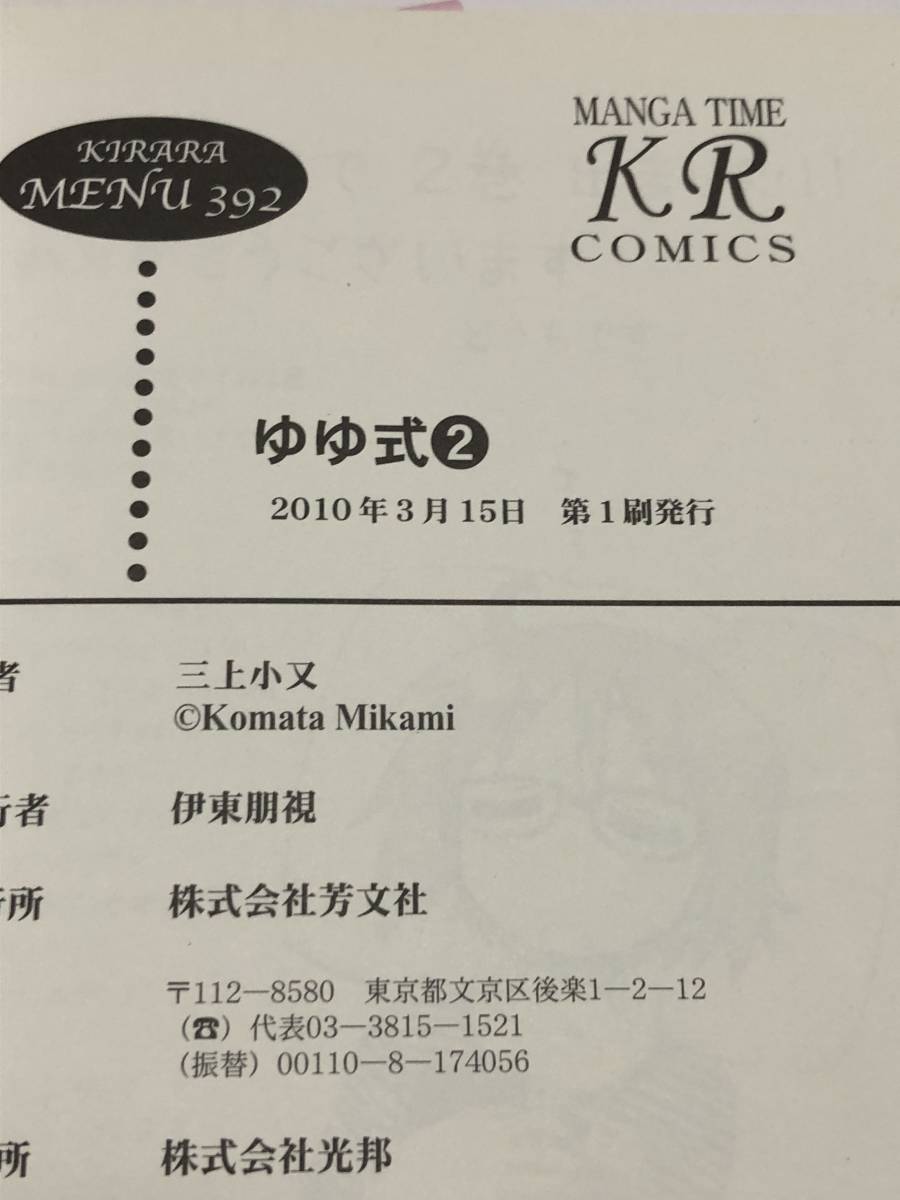 KIRARA
MENU 392
MANGA TIME
KR
COMICS
ゆゆ式❷
2010年3月15日　第1刷発行
者　三上小又
©Komata Mikami
行者　伊東朋視
行所　株式会社芳文社
〒112―8580　東京都文京区後楽1―2―12
(☎) 代表03―3815―1521
(振替) 00110―8―174056
所　株式会社光邦